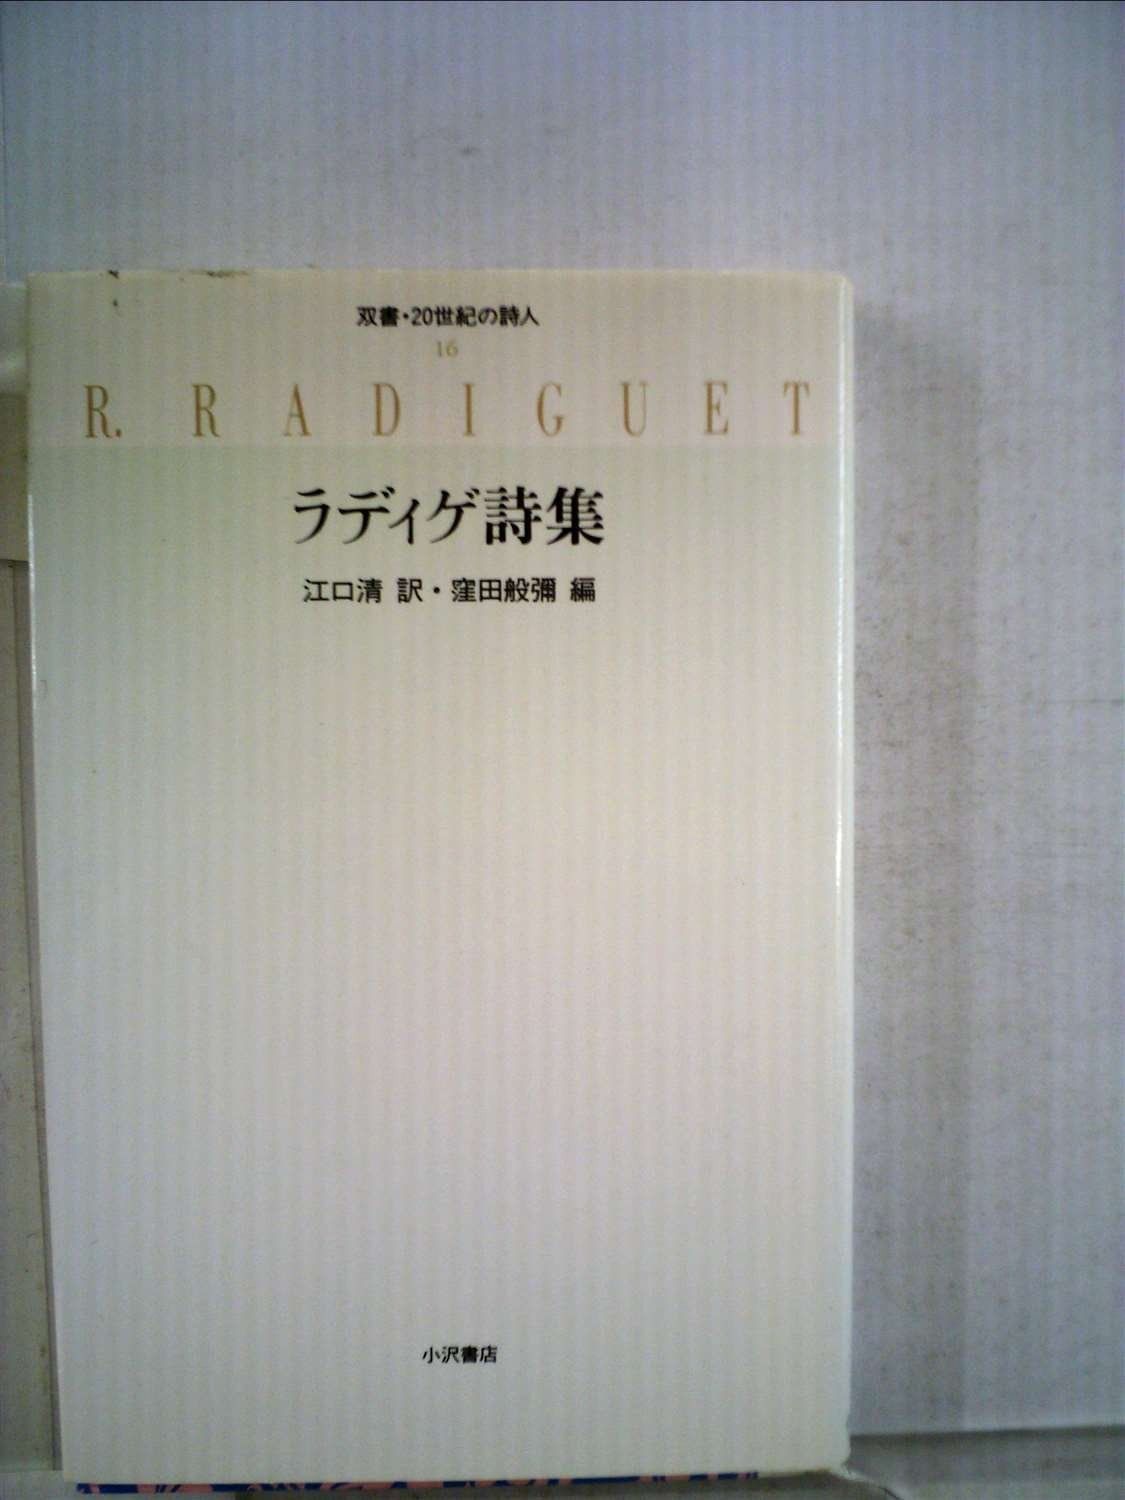 双書・20世紀の詩人
16
R. RADIGUET
ラディゲ詩集
江口清 訳・窪田般彌 編
小沢書店